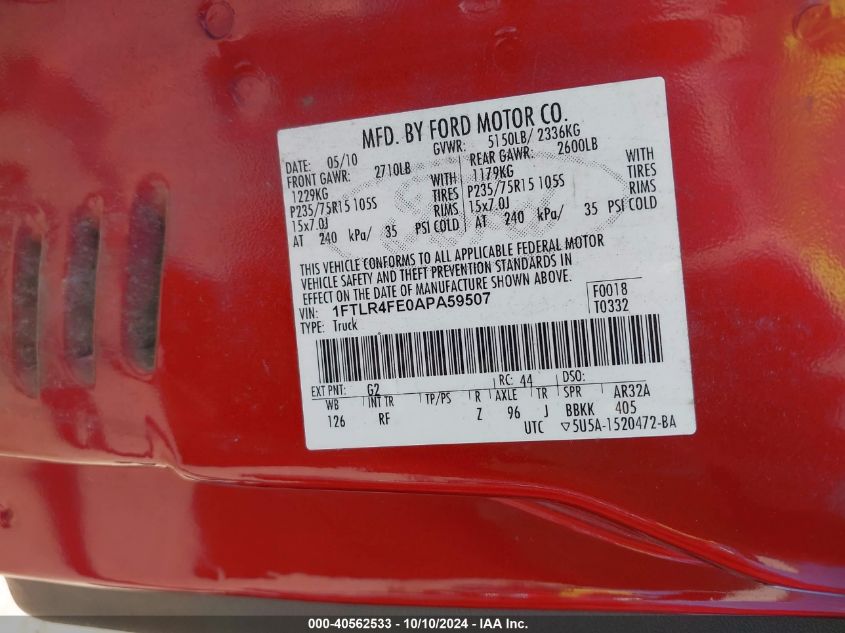 MFD. BY FORD MOTOR CO.
DATE: 05/10 GVWR: 5150LB/ 2336KG
FRONT GAWR: 2710LB REAR GAWR: 2600LB
1229KG WITH 1179KG WITH
P235/75R15 105S TIRES P235/75R15 105S TIRES
15x7.0J RIMS 15x7.0J RIMS
AT 240 kPa/ 35 PSI COLD AT 240 kPa/ 35 PSI COLD
THIS VEHICLE CONFORMS TO ALL APPLICABLE FEDERAL MOTOR
VEHICLE SAFETY AND THEFT PREVENTION STANDARDS IN
EFFECT ON THE DATE OF MANUFACTURE SHOWN ABOVE.
VIN: 1FTLR4FE0APA59507 F0018
TYPE: Truck T0332
EXT PNT: G2 RC: 44 DSO:
WB INT TR TP/PS R AXLE TR SPR AR32A
126 RF Z 96 J BBKK 405
UTC ▽5U5A-1520472-BA
000-40562533 - 10/10/2024 - IAA Inc.